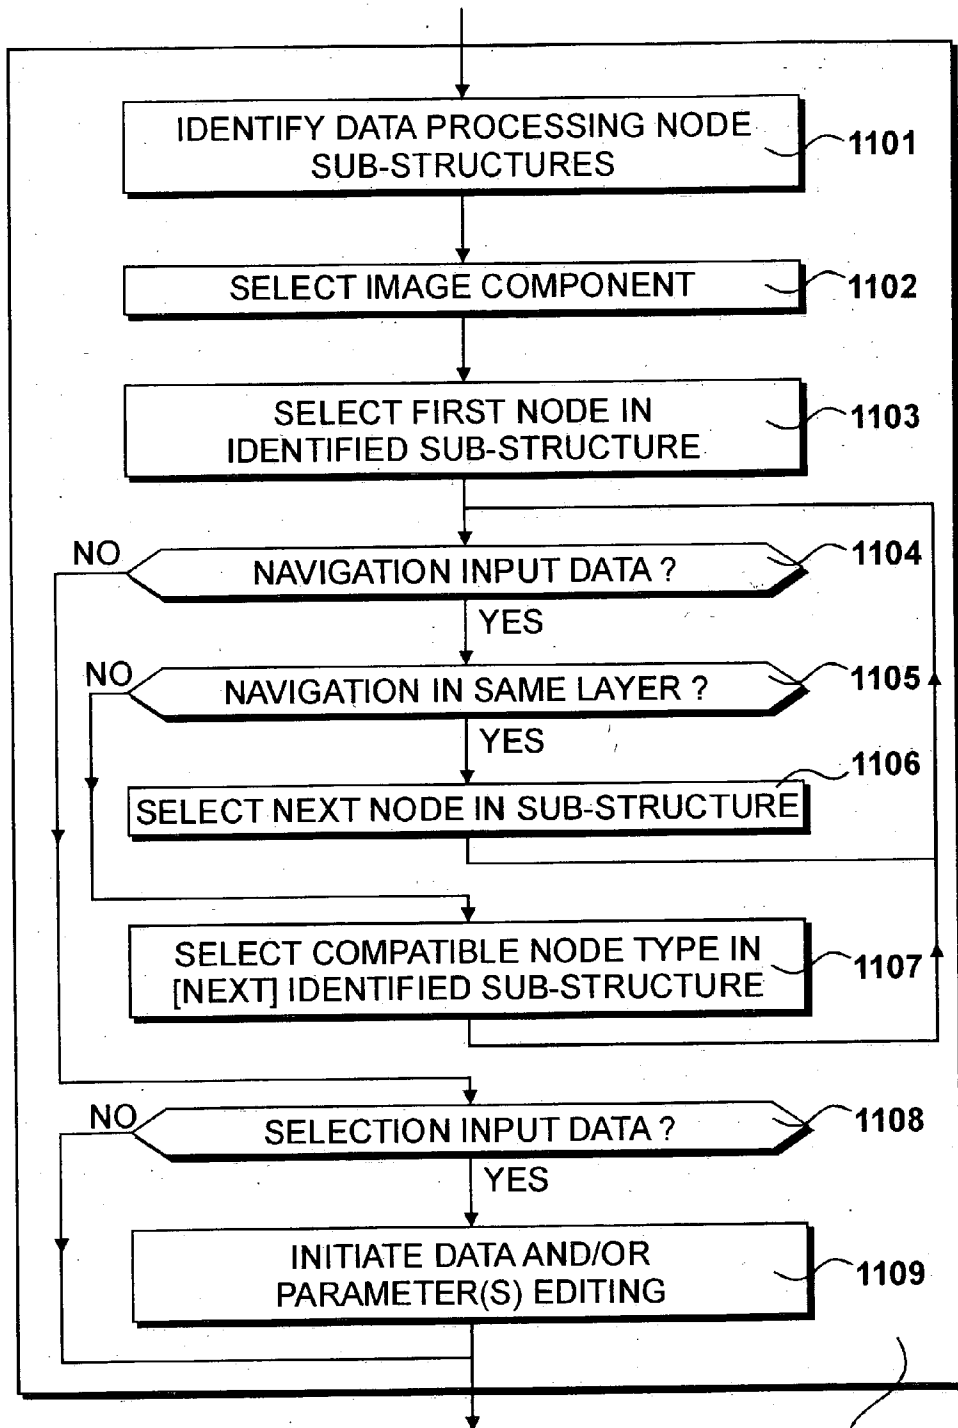 IDENTIFY DATA PROCESSING NODE
SUB-STRUCTURES
1101
SELECT IMAGE COMPONENT
1102
SELECT FIRST NODE IN
IDENTIFIED SUB-STRUCTURE
1103
NO
NAVIGATION INPUT DATA ?
1104
YES
NO
NAVIGATION IN SAME LAYER ?
1105
YES
1106
SELECT NEXT NODE IN SUB-STRUCTURE
SELECT COMPATIBLE NODE TYPE IN
[NEXT] IDENTIFIED SUB-STRUCTURE
1107
NO
SELECTION INPUT DATA ?
1108
YES
INITIATE DATA AND/OR
PARAMETER(S) EDITING
1109